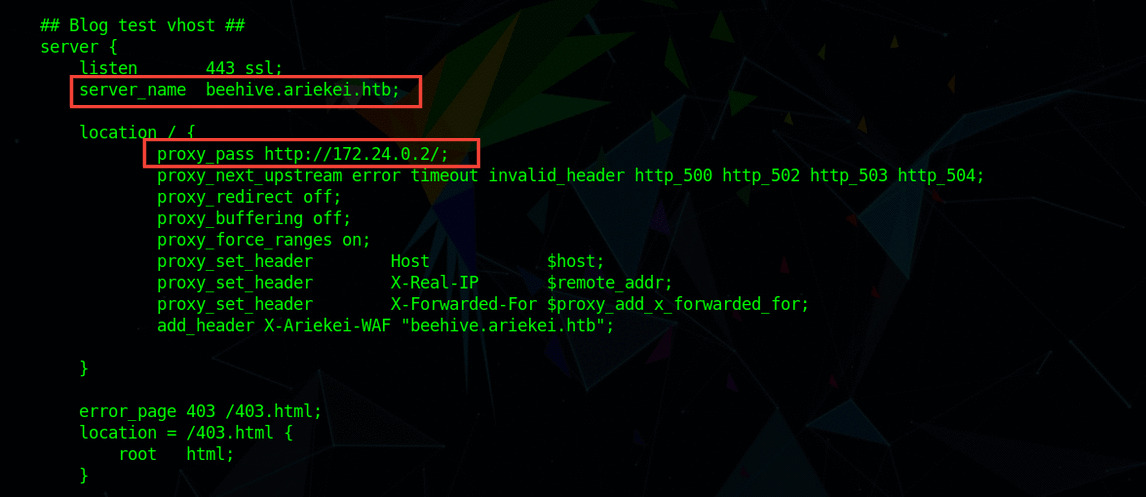 ## Blog test vhost ##
server {
    listen       443 ssl;
    server_name  beehive.ariekei.htb;

    location / {
            proxy_pass http://172.24.0.2/;
            proxy_next_upstream error timeout invalid_header http_500 http_502 http_503 http_504;
            proxy_redirect off;
            proxy_buffering off;
            proxy_force_ranges on;
            proxy_set_header        Host            $host;
            proxy_set_header        X-Real-IP       $remote_addr;
            proxy_set_header        X-Forwarded-For $proxy_add_x_forwarded_for;
            add_header X-Ariekei-WAF "beehive.ariekei.htb";

    }

    error_page 403 /403.html;
    location = /403.html {
        root   html;
    }